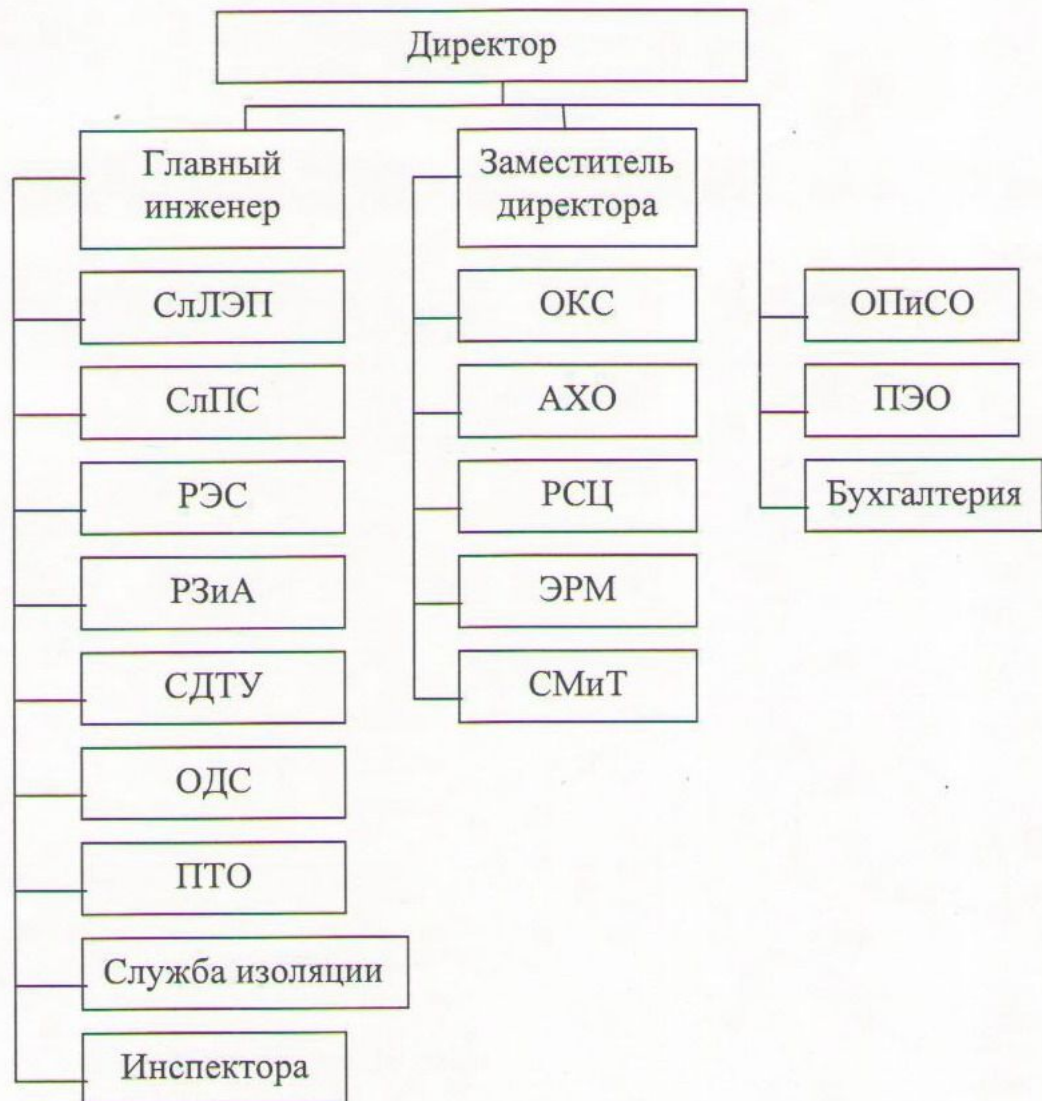 Директор
Главный
инженер
СлЛЭП
СлПС
РЭС
РЗиА
СДТУ
ОДС
ПТО
Служба изоляции
Инспектора
Заместитель
директора
ОКС
АХО
РСЦ
ЭРМ
СМиТ
ОПиСО
ПЭО
Бухгалтерия